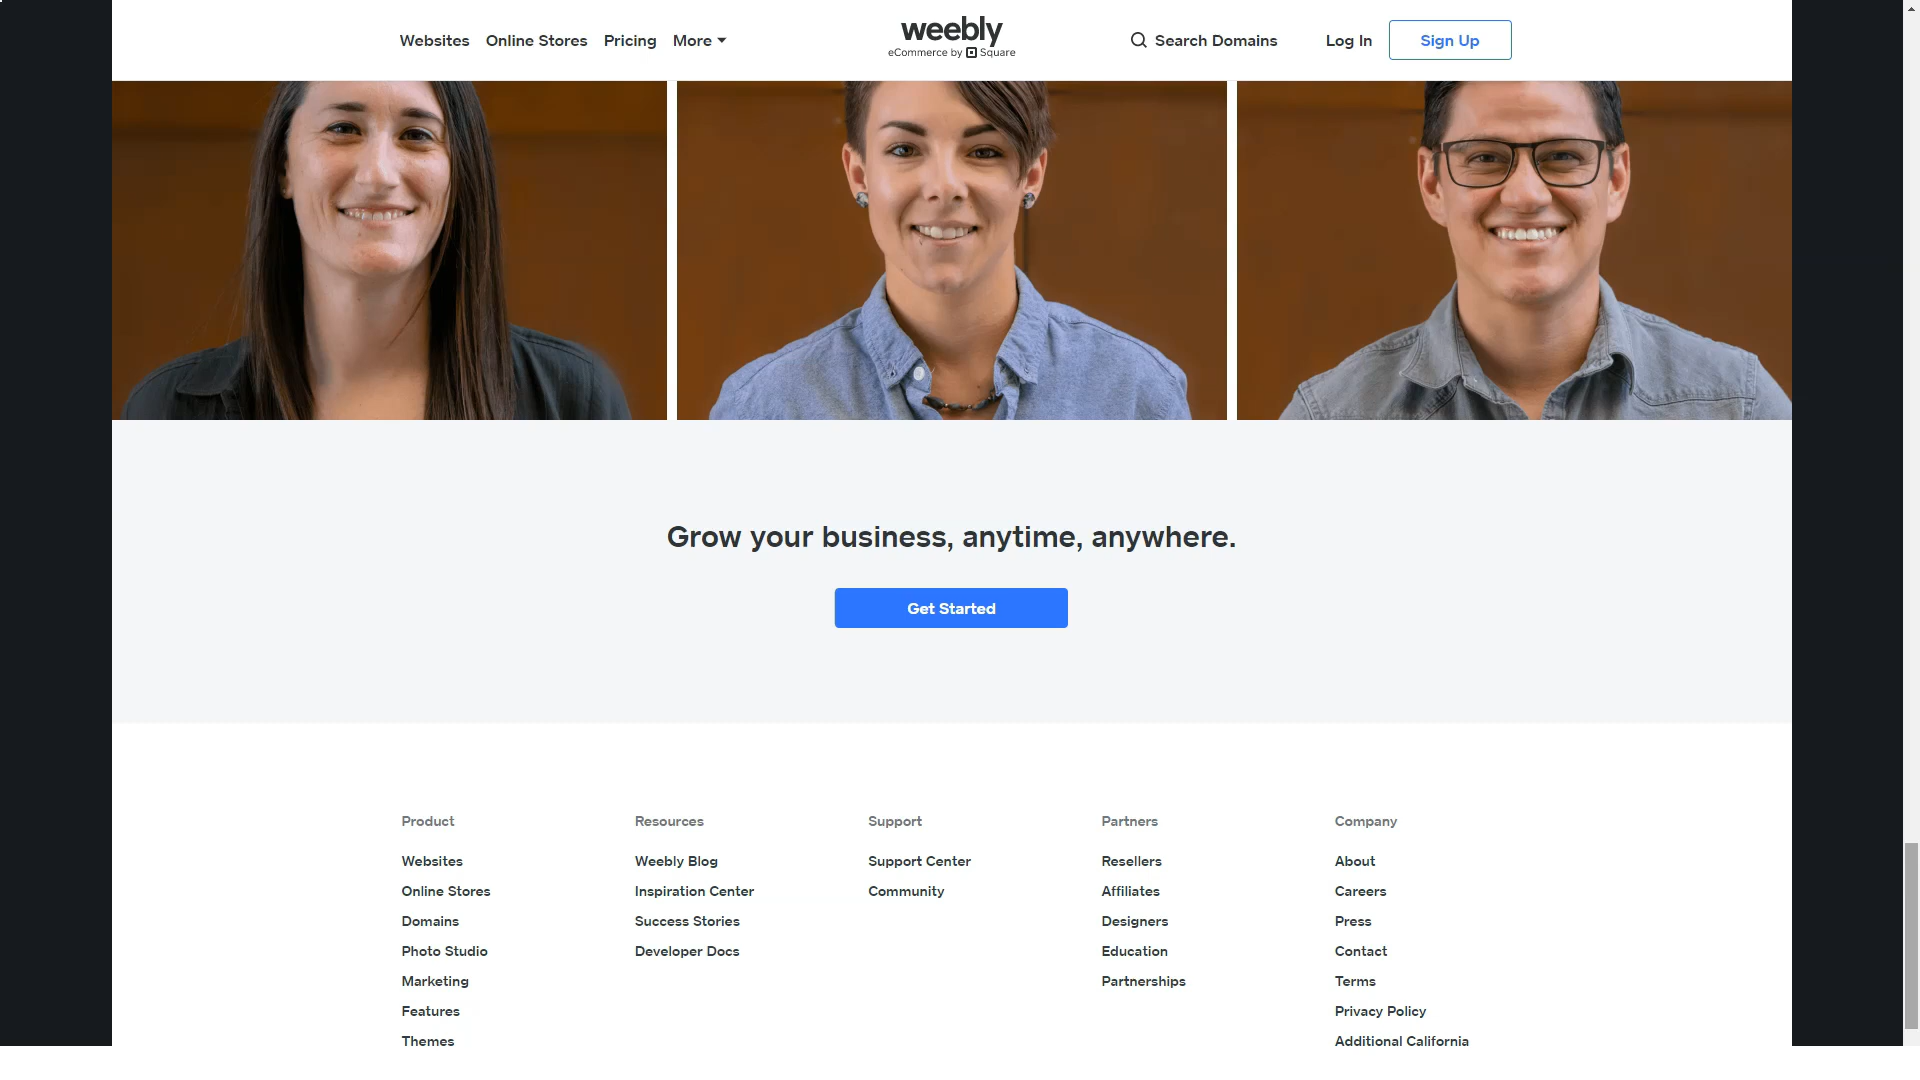 Websites Online Stores Pricing More
weebly
eCommerce by Square
Search Domains
Log In
Sign Up
Grow your business, anytime, anywhere.
Get Started
Product
Websites
Online Stores
Domains
Photo Studio
Marketing
Features
Themes
Resources
Weebly Blog
Inspiration Center
Success Stories
Developer Docs
Support
Support Center
Community
Partners
Resellers
Affiliates
Designers
Education
Partnerships
Company
About
Careers
Press
Contact
Terms
Privacy Policy
Additional California